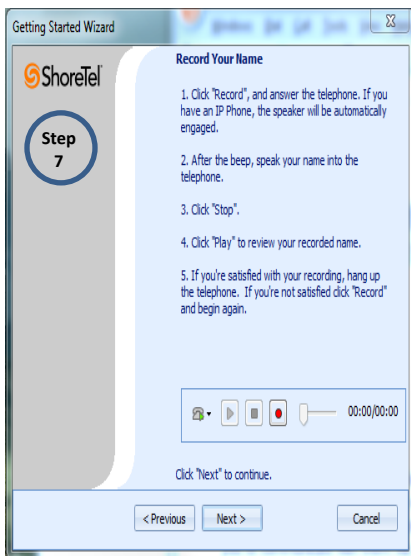 Getting Started Wizard
ShoreTel
Step
7
Record Your Name
1. Click "Record", and answer the telephone. If you
have an IP Phone, the speaker will be automatically
engaged.
2. After the beep, speak your name into the
telephone.
3. Click "Stop".
4. Click "Play" to review your recorded name.
5. If you're satisfied with your recording, hang up
the telephone. If you're not satisfied click "Record"
and begin again.
00:00/00:00
Click "Next" to continue.
< Previous
Next >
Cancel